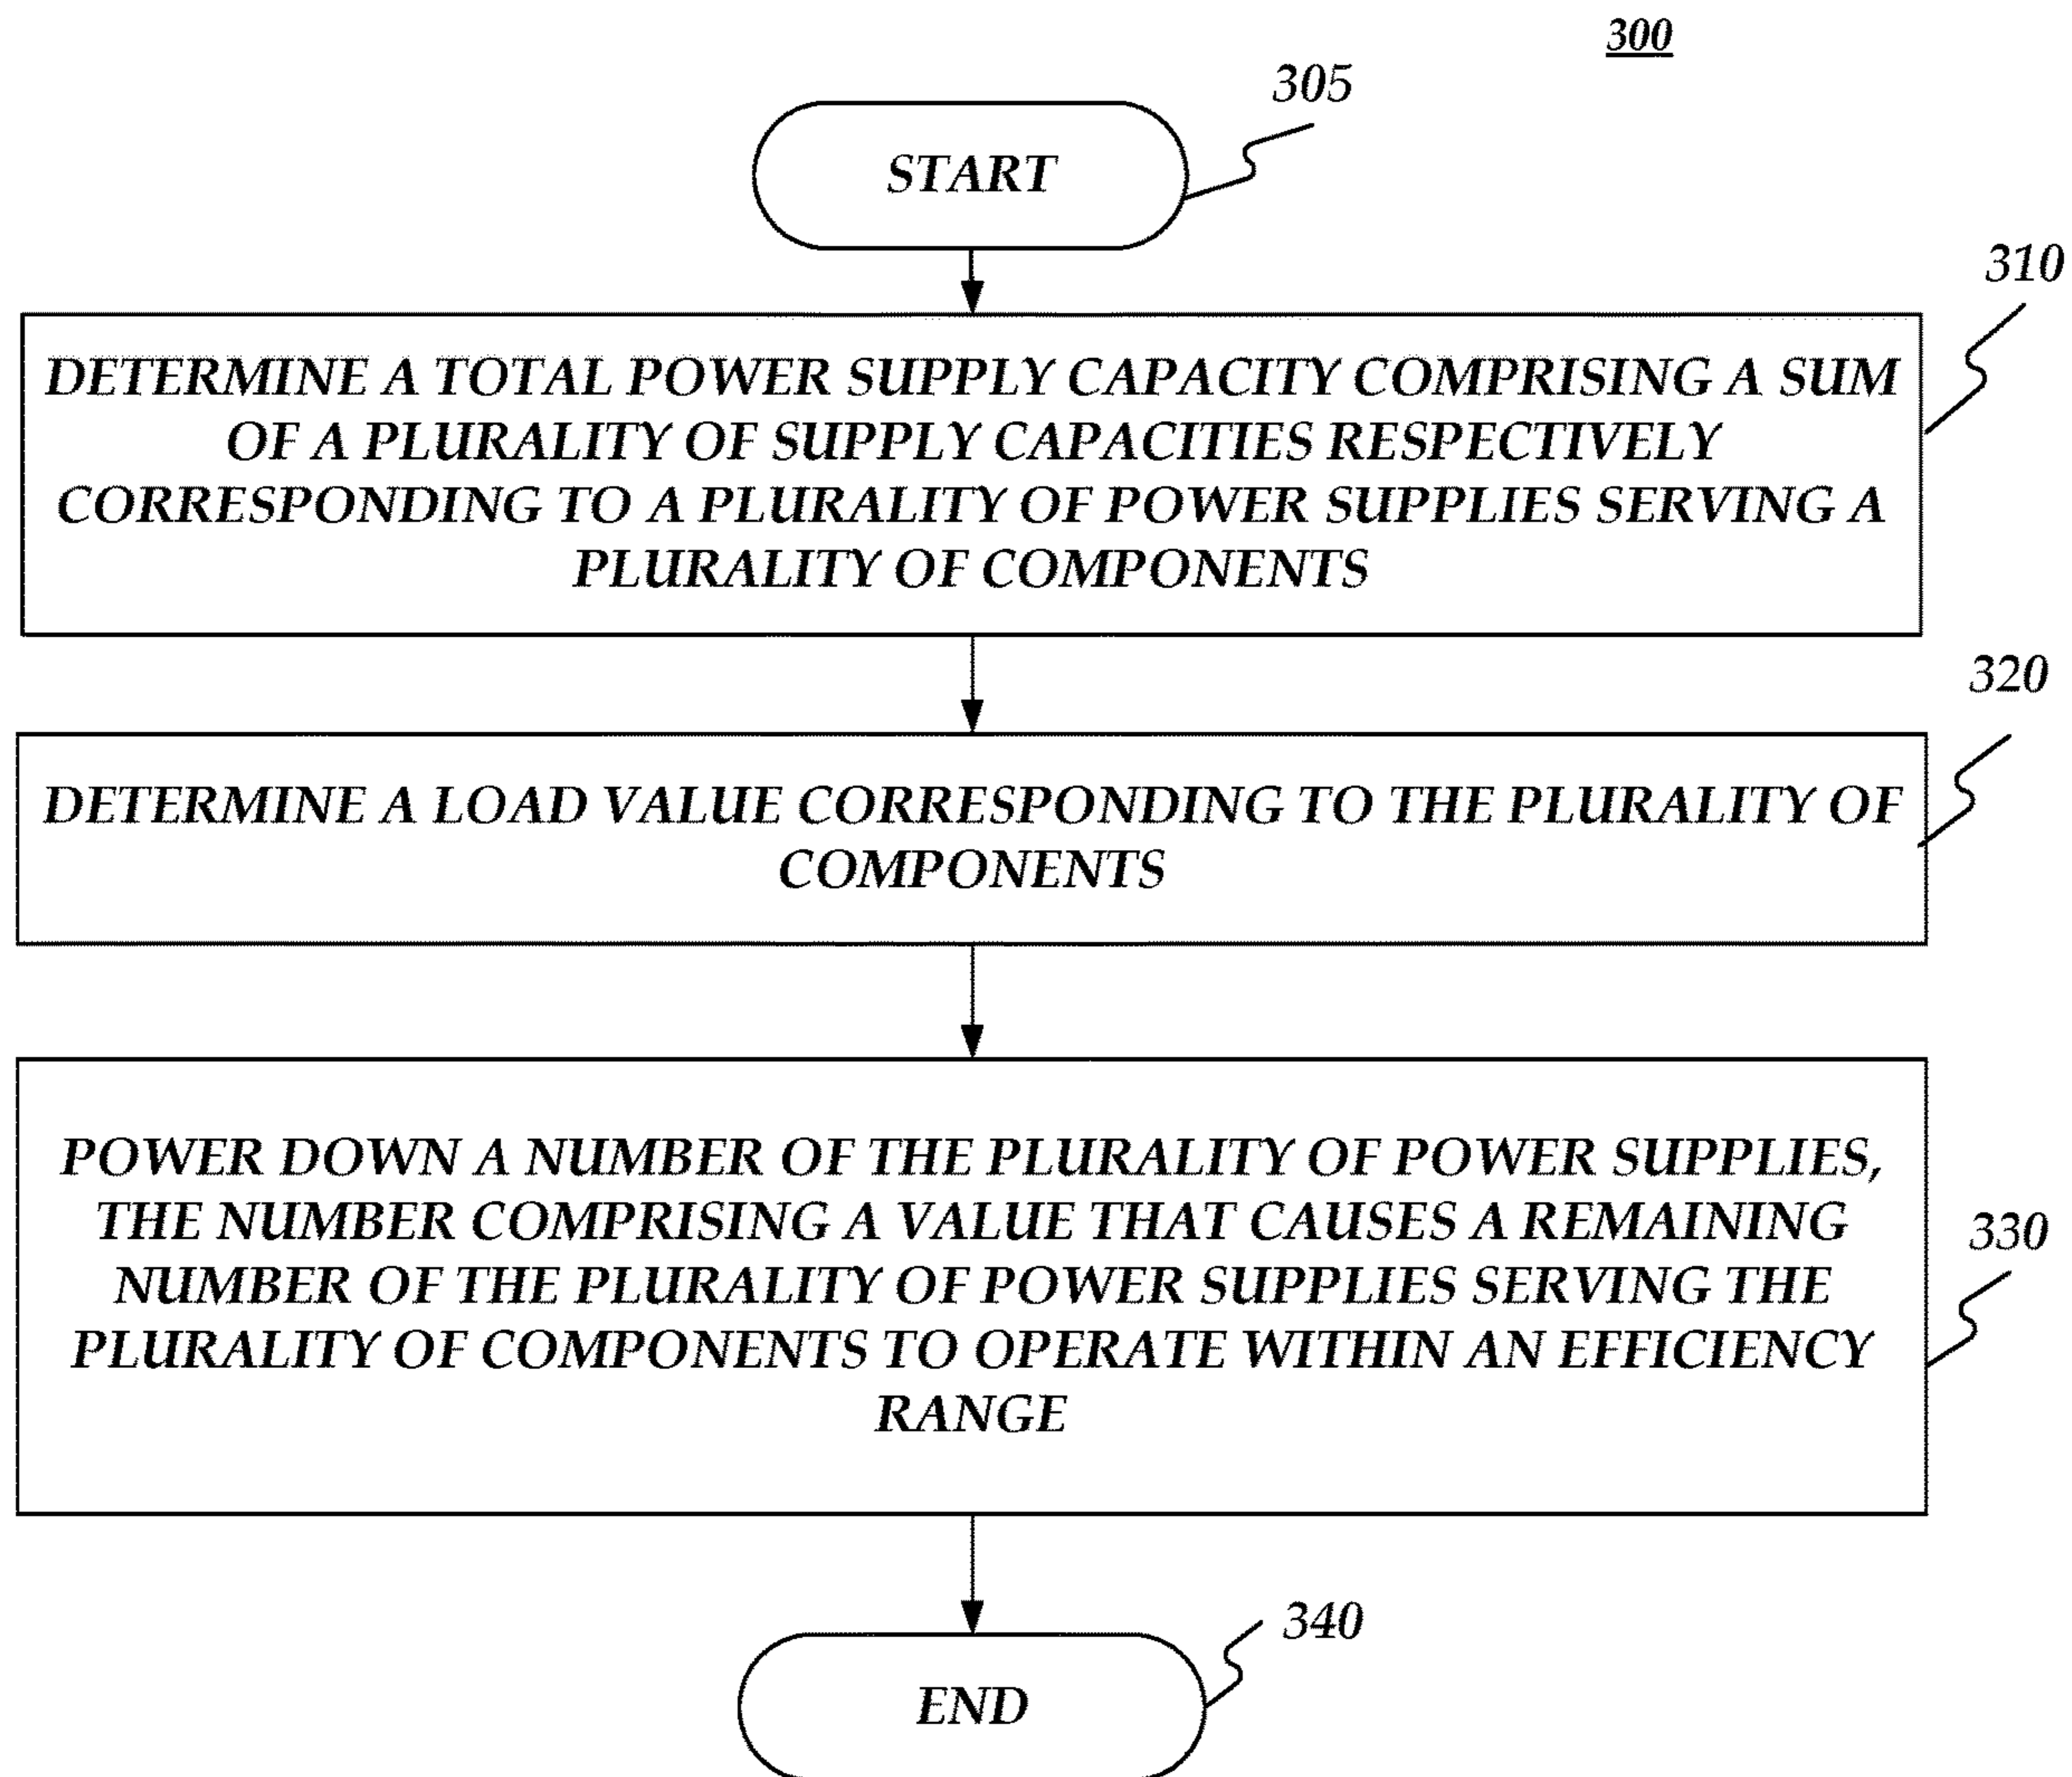 300
305
START
310
DETERMINE A TOTAL POWER SUPPLY CAPACITY COMPRISING A SUM
OF A PLURALITY OF SUPPLY CAPACITIES RESPECTIVELY
CORRESPONDING TO A PLURALITY OF POWER SUPPLIES SERVING A
PLURALITY OF COMPONENTS
320
DETERMINE A LOAD VALUE CORRESPONDING TO THE PLURALITY OF
COMPONENTS
POWER DOWN A NUMBER OF THE PLURALITY OF POWER SUPPLIES,
THE NUMBER COMPRISING A VALUE THAT CAUSES A REMAINING
NUMBER OF THE PLURALITY OF POWER SUPPLIES SERVING THE
PLURALITY OF COMPONENTS TO OPERATE WITHIN AN EFFICIENCY
RANGE
330
340
END